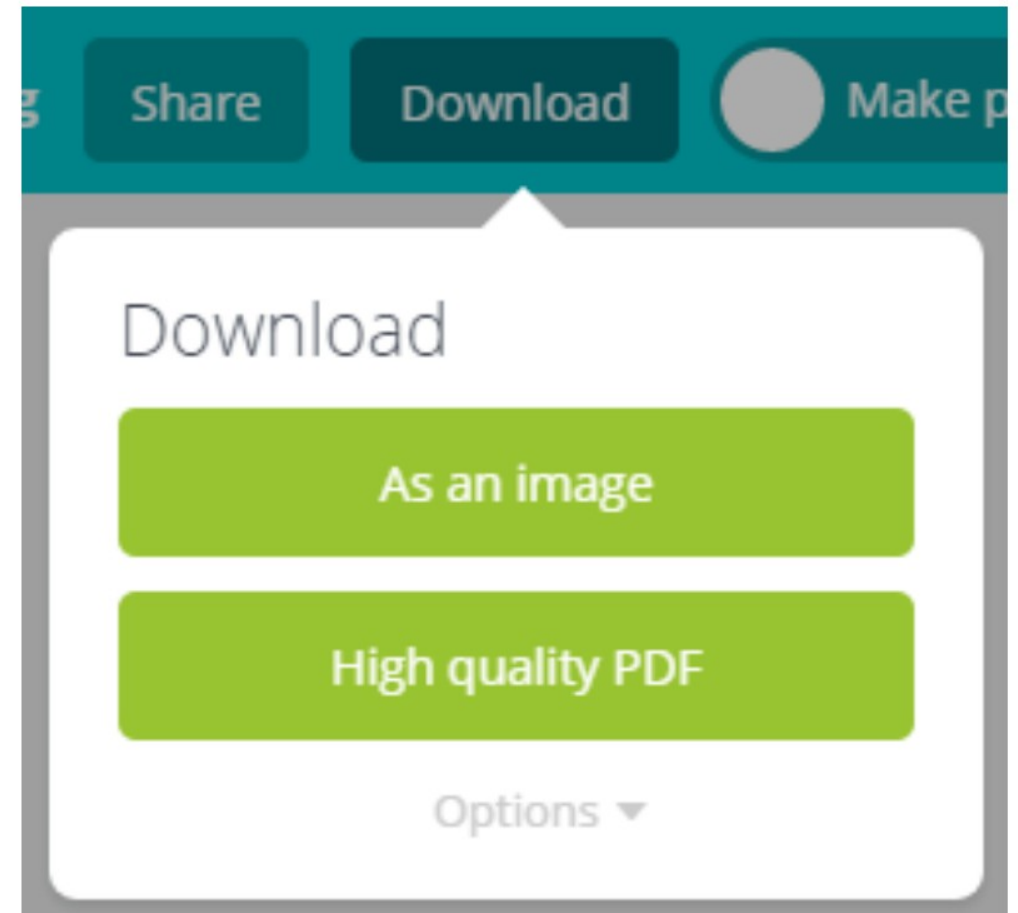 g Share Download Make p
Download
As an image
High quality PDF
Options